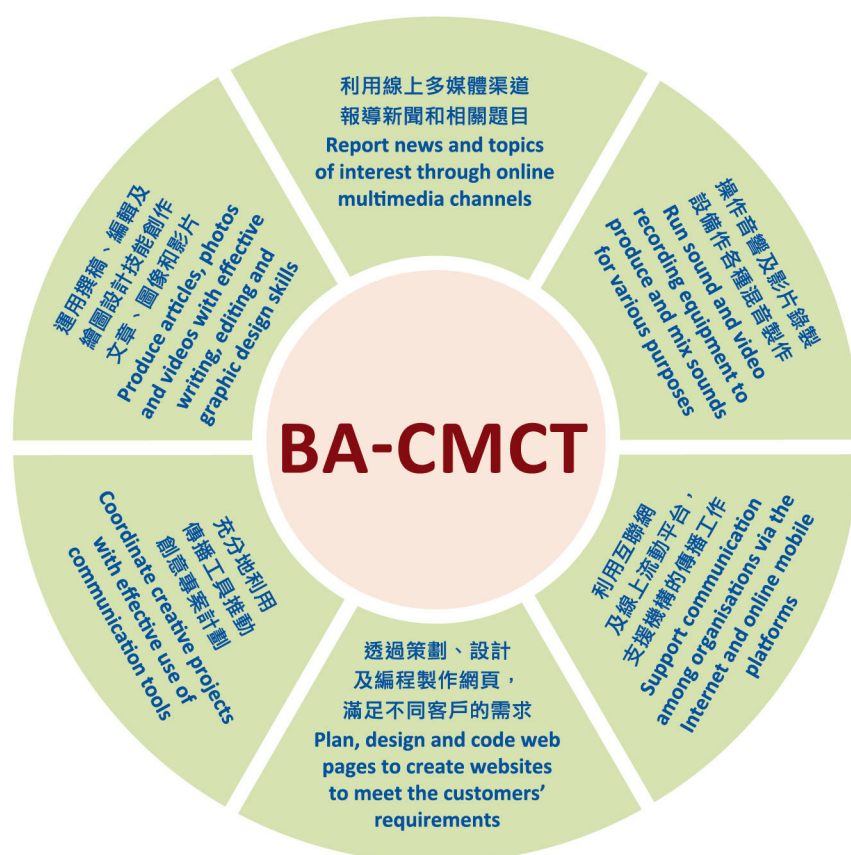 利用線上多媒體渠道
報導新聞和相關題目
Report news and topics
of interest through online
multimedia channels
操作音響及影片錄製
設備作各種混音製作
Run sound and video
recording equipment to
produce and mix sounds
for various purposes
利用互聯網
及線上流動平台，
支援機構的傳播工作
Support communication
among organisations via the
Internet and online mobile
platforms
透過策劃、設計
及編程製作網頁，
滿足不同客戶的需求
Plan, design and code web
pages to create websites
to meet the customers’
requirements
充分地利用
傳播工具推動
創意專案計劃
Coordinate creative projects
with effective use of
communication tools
運用撰稿、編輯及
繪圖設計技能創作
文章、圖像和影片
Produce articles, photos
and videos with effective
writing, editing and
graphic design skills
BA-CMCT